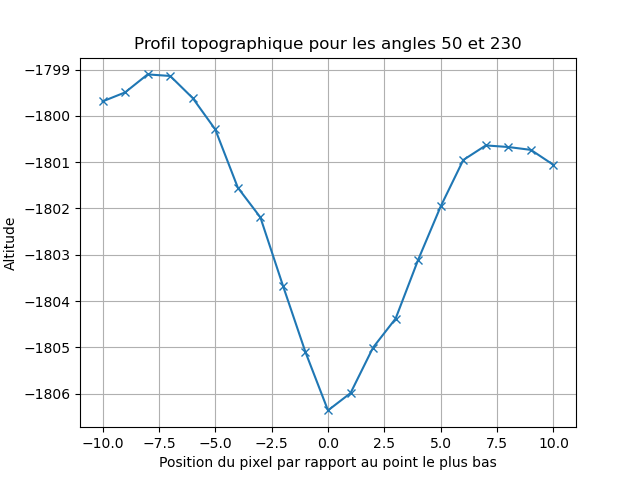 Profil topographique pour les angles 50 et 230
−1799
−1800
−1801
−1802
−1803
−1804
−1805
−1806
Altitude
−10.0 −7.5 −5.0 −2.5 0.0 2.5 5.0 7.5 10.0
Position du pixel par rapport au point le plus bas